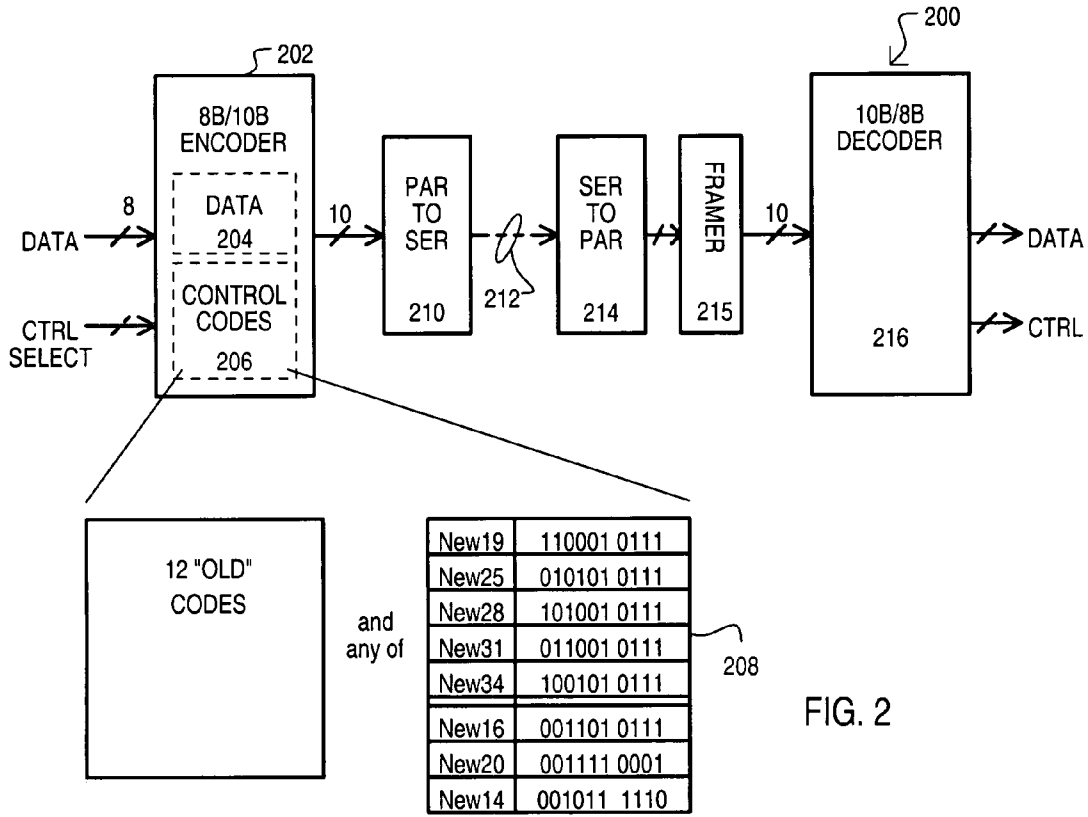 202
200
8B/10B
ENCODER
10B/8B
DECODER
PAR
TO
SER
210
SER
TO
PAR
214
FRAMER
215
8
10
10
DATA
204
DATA
DATA
CONTROL
CODES
206
212
CTRL
SELECT
216
CTRL
12 "OLD"
CODES
and
any of
New19 110001 0111
New25 010101 0111
New28 101001 0111
New31 011001 0111
New34 100101 0111
New16 001101 0111
New20 001111 0001
New14 001011 1110
208
FIG. 2